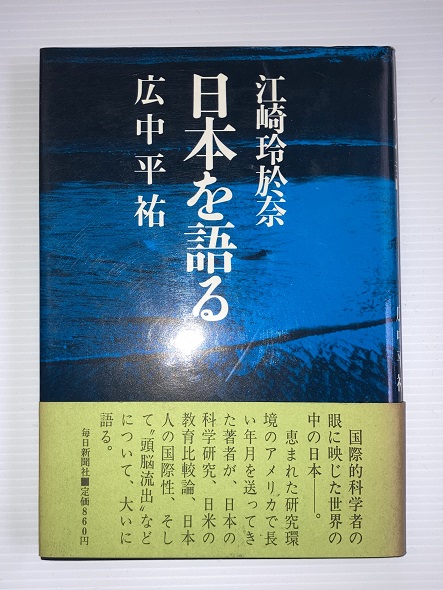 江崎玲於奈
日本を語る
広中平祐
国際的科学者の
眼に映じた世界の
中の日本――。
恵まれた研究環
境のアメリカで長
い年月を送ってき
た著者が、日本の
科学研究、日米の
教育比較論、日本
人の国際性、そし
て〝頭脳流出〟など
について、大いに
語る。
毎日新聞社■定価860円